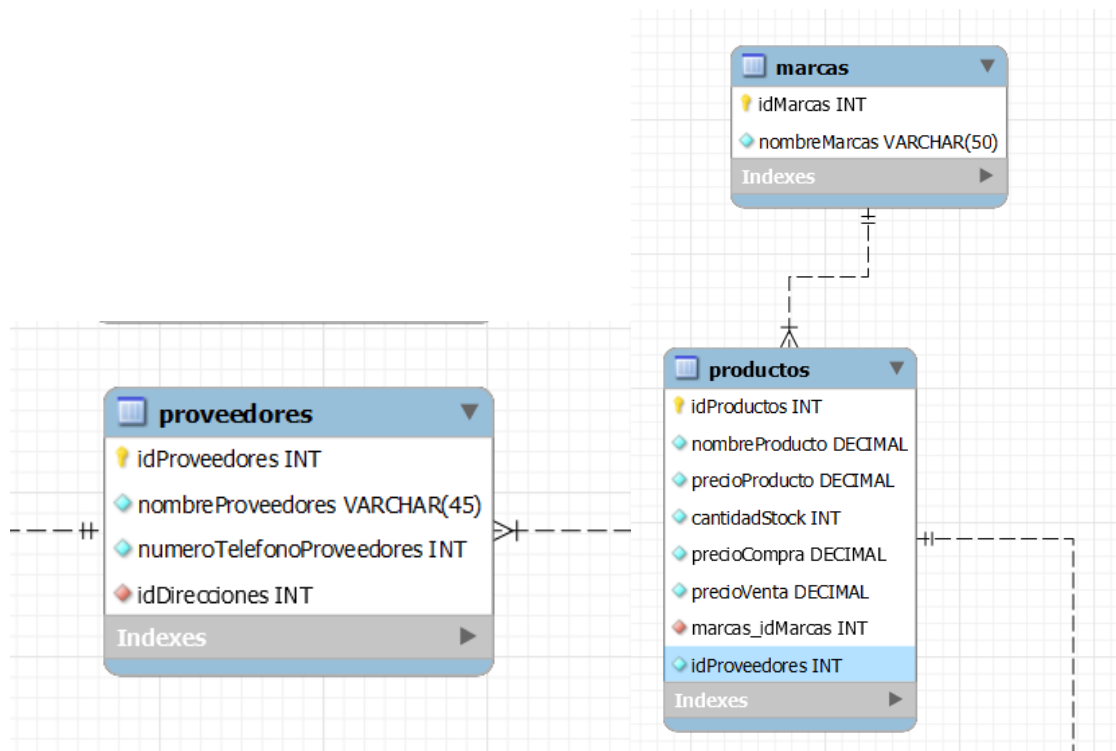 marcas
idMarcas INT
nombreMarcas VARCHAR(50)
Indexes
proveedores
idProveedores INT
nombreProveedores VARCHAR(45)
numeroTelefonoProveedores INT
idDirecciones INT
Indexes
productos
idProductos INT
nombreProducto DECIMAL
precioProducto DECIMAL
cantidadStock INT
precioCompra DECIMAL
precioVenta DECIMAL
marcas_idMarcas INT
idProveedores INT
Indexes